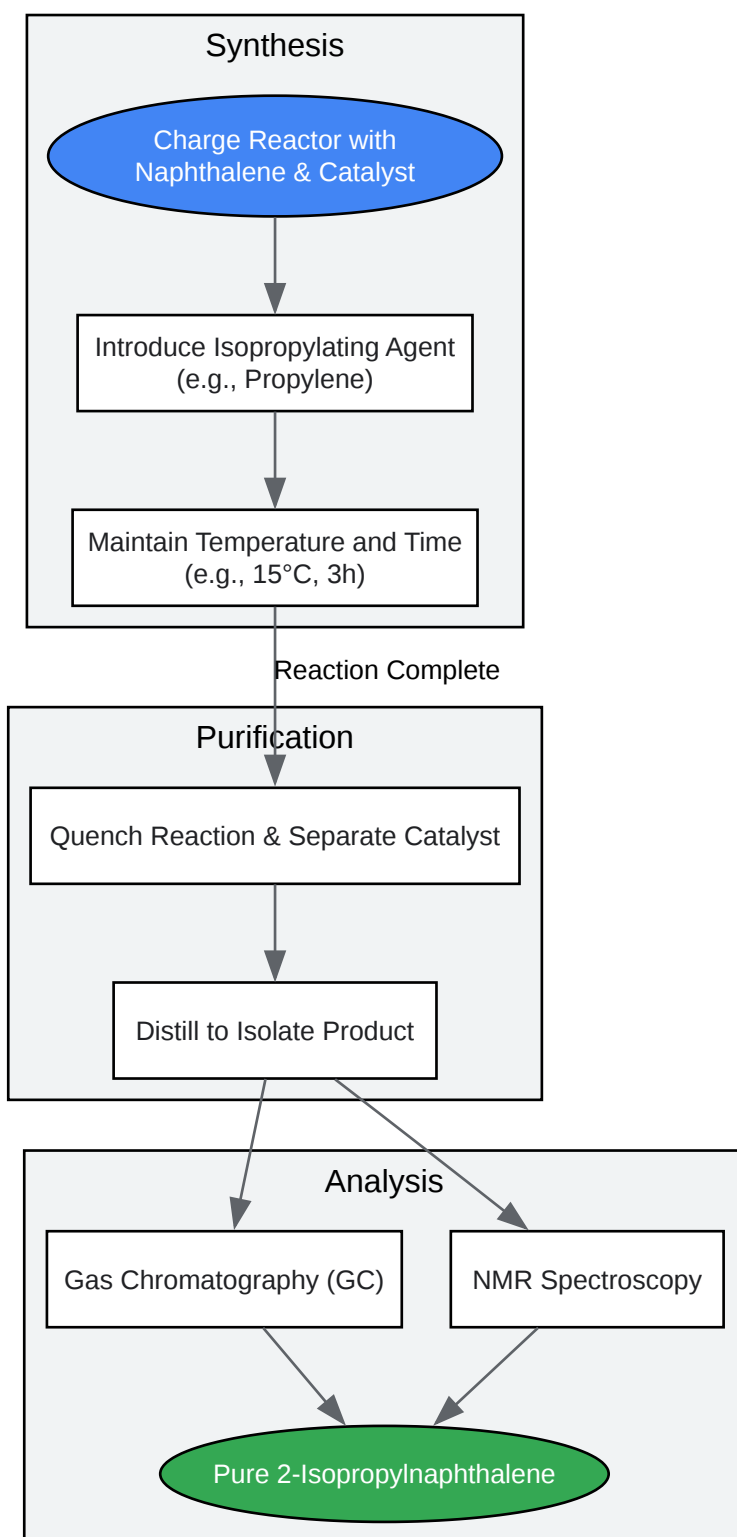 Synthesis
Charge Reactor with
Naphthalene & Catalyst
Introduce Isopropylating Agent
(e.g., Propylene)
Maintain Temperature and Time
(e.g., 15°C, 3h)
Reaction Complete
Purification
Quench Reaction & Separate Catalyst
Distill to Isolate Product
Analysis
Gas Chromatography (GC)
NMR Spectroscopy
Pure 2-Isopropylnaphthalene